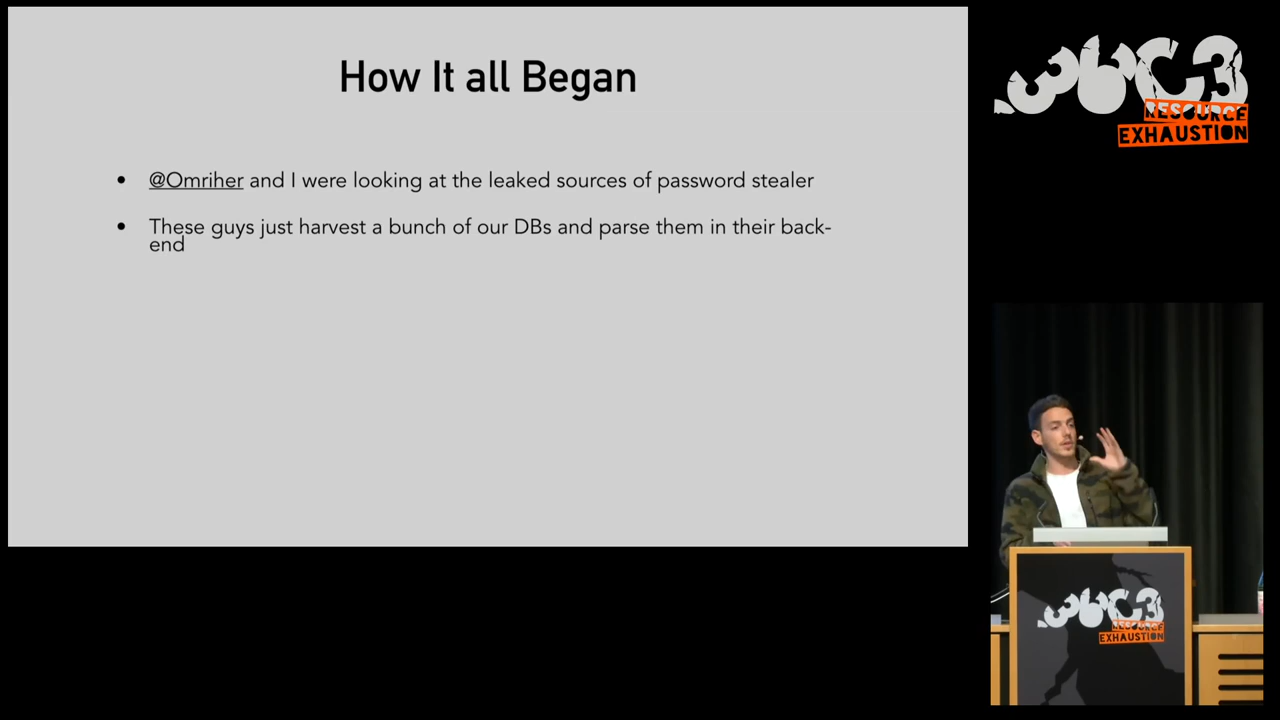 How It all Began
• @Omriher and I were looking at the leaked sources of password stealer
• These guys just harvest a bunch of our DBs and parse them in their back-
end
36C3
RESOURCE
EXHAUSTION
36C3
RESOURCE
EXHAUSTION